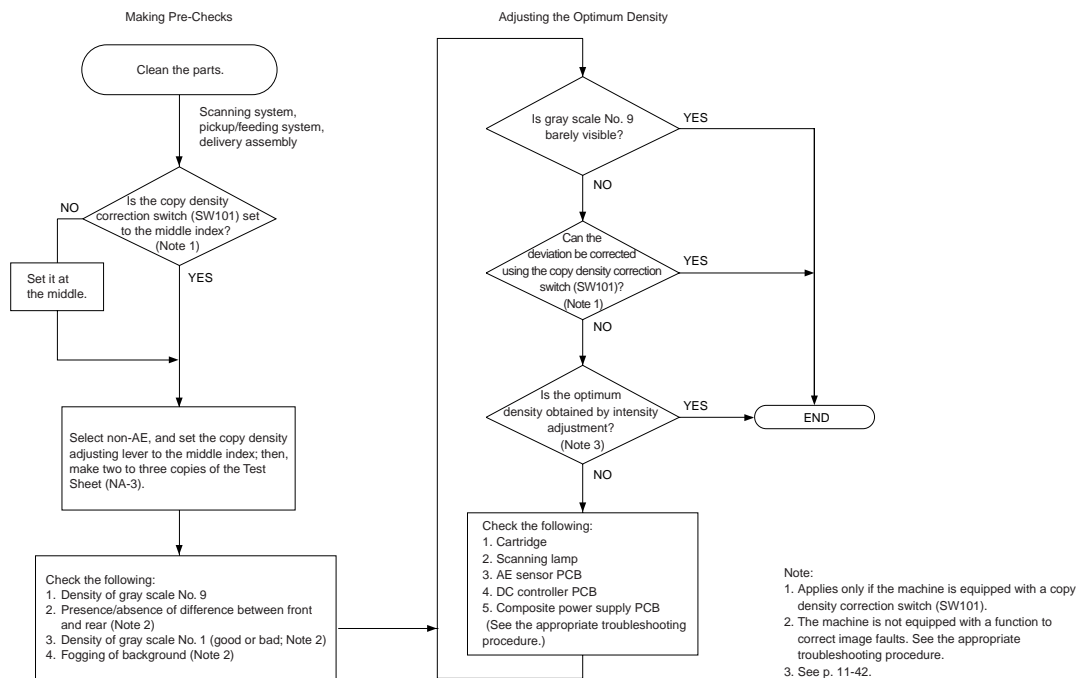 Making Pre-Checks
Clean the parts.
Scanning system,
pickup/feeding system,
delivery assembly
Is the copy density
correction switch (SW101) set
to the middle index?
(Note 1)
NO
YES
Set it at
the middle.
Select non-AE, and set the copy density
adjusting lever to the middle index; then,
make two to three copies of the Test
Sheet (NA-3).
Check the following:
1. Density of gray scale No. 9
2. Presence/absence of difference between front
and rear (Note 2)
3. Density of gray scale No. 1 (good or bad; Note 2)
4. Fogging of background (Note 2)
Adjusting the Optimum Density
Is gray scale No. 9
barely visible?
YES
NO
Can the
deviation be corrected
using the copy density correction
switch (SW101)?
(Note 1)
YES
NO
Is the optimum
density obtained by intensity
adjustment?
(Note 3)
YES
END
NO
Check the following:
1. Cartridge
2. Scanning lamp
3. AE sensor PCB
4. DC controller PCB
5. Composite power supply PCB
(See the appropriate troubleshooting
procedure.)
Note:
1. Applies only if the machine is equipped with a copy
density correction switch (SW101).
2. The machine is not equipped with a function to
correct image faults. See the appropriate
troubleshooting procedure.
3. See p. 11-42.